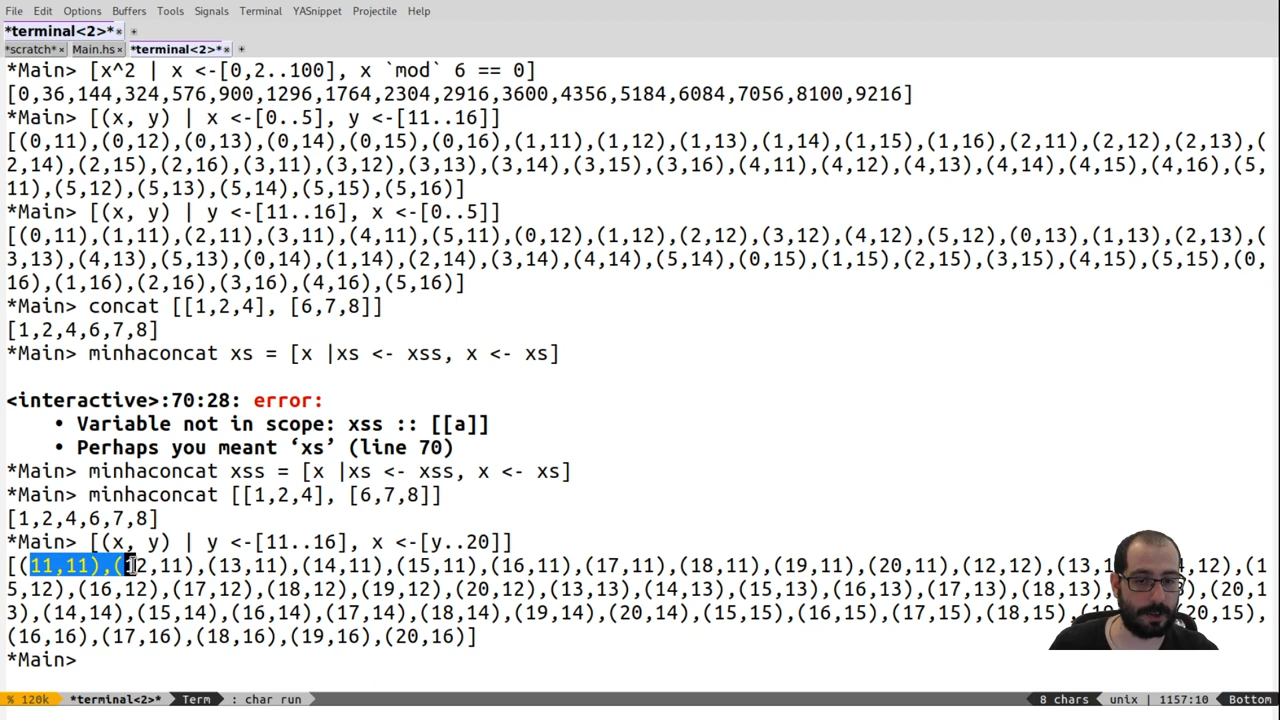 File Edit Options Buffers Tools Signals Terminal YASnippet Projectile Help
*terminal<2>*
*scratch* Main.hs *terminal<2>*
*Main> [x^2 | x <-[0,2..100], x `mod` 6 == 0]
[0,36,144,324,576,900,1296,1764,2304,2916,3600,4356,5184,6084,7056,8100,9216]
*Main> [(x, y) | x <-[0..5], y <-[11..16]]
[(0,11),(0,12),(0,13),(0,14),(0,15),(0,16),(1,11),(1,12),(1,13),(1,14),(1,15),(1,16),(2,11),(2,12),(2,13),(
2,14),(2,15),(2,16),(3,11),(3,12),(3,13),(3,14),(3,15),(3,16),(4,11),(4,12),(4,13),(4,14),(4,15),(4,16),(5,
11),(5,12),(5,13),(5,14),(5,15),(5,16)]
*Main> [(x, y) | y <-[11..16], x <-[0..5]]
[(0,11),(1,11),(2,11),(3,11),(4,11),(5,11),(0,12),(1,12),(2,12),(3,12),(4,12),(5,12),(0,13),(1,13),(2,13),(
3,13),(4,13),(5,13),(0,14),(1,14),(2,14),(3,14),(4,14),(5,14),(0,15),(1,15),(2,15),(3,15),(4,15),(5,15),(0,
16),(1,16),(2,16),(3,16),(4,16),(5,16)]
*Main> concat [[1,2,4], [6,7,8]]
[1,2,4,6,7,8]
*Main> minhaconcat xs = [x |xs <- xss, x <- xs]
<interactive>:70:28: error:
• Variable not in scope: xss :: [[a]]
• Perhaps you meant ‘xs’ (line 70)
*Main> minhaconcat xss = [x |xs <- xss, x <- xs]
*Main> minhaconcat [[1,2,4], [6,7,8]]
[1,2,4,6,7,8]
*Main> [(x, y) | y <-[11..16], x <-[y..20]]
[(11,11),(12,11),(13,11),(14,11),(15,11),(16,11),(17,11),(18,11),(19,11),(20,11),(12,12),(13,1 4,12),(1
5,12),(16,12),(17,12),(18,12),(19,12),(20,12),(13,13),(14,13),(15,13),(16,13),(17,13),(18,13) ,(20,1
3),(14,14),(15,14),(16,14),(17,14),(18,14),(19,14),(20,14),(15,15),(16,15),(17,15),(18,15), 20,15),
(16,16),(17,16),(18,16),(19,16),(20,16)]
*Main>
% 120k *terminal<2>* Term : char run 8 chars unix | 1157:10 Bottom